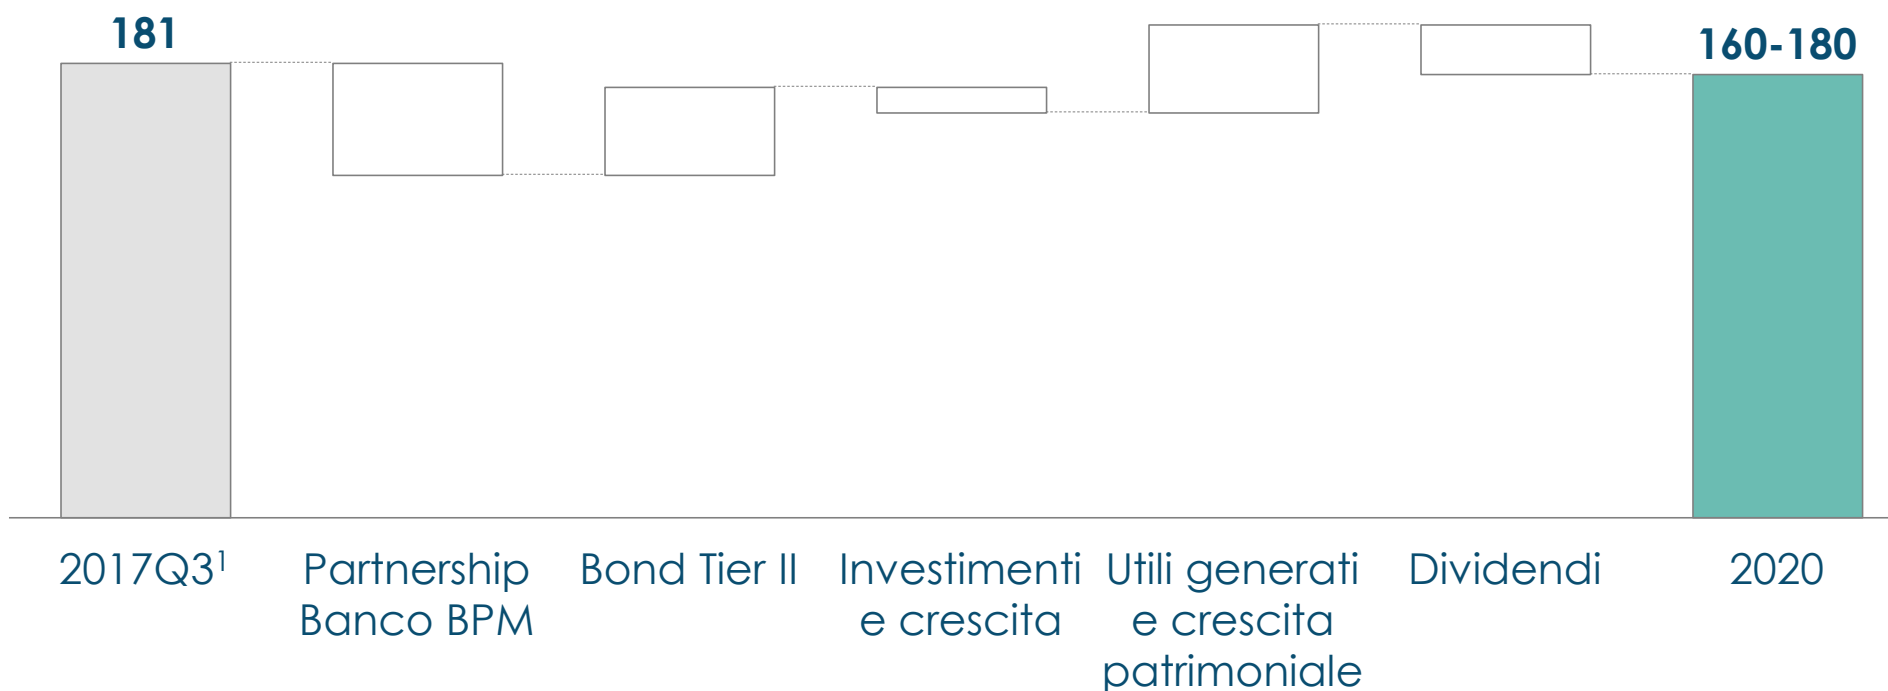 181
160-180
2017Q3¹
Partnership
Banco BPM
Bond Tier II
Investimenti
e crescita
Utili generati
e crescita
patrimoniale
Dividendi
2020